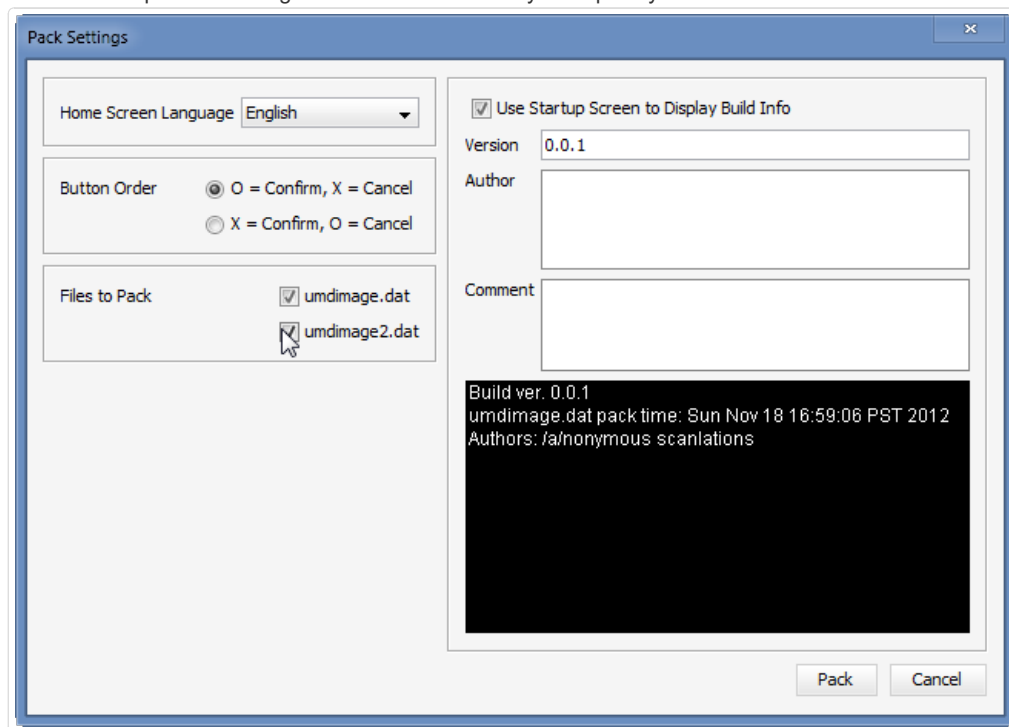 Pack Settings
Home Screen Language English
Button Order O = Confirm, X = Cancel
X = Confirm, O = Cancel
Files to Pack umdimage.dat
umdimage2.dat
Use Startup Screen to Display Build Info
Version 0.0.1
Author
Comment
Build ver. 0.0.1
umdimage.dat pack time: Sun Nov 18 16:59:06 PST 2012
Authors: /a/nonymous scanlations
Pack Cancel